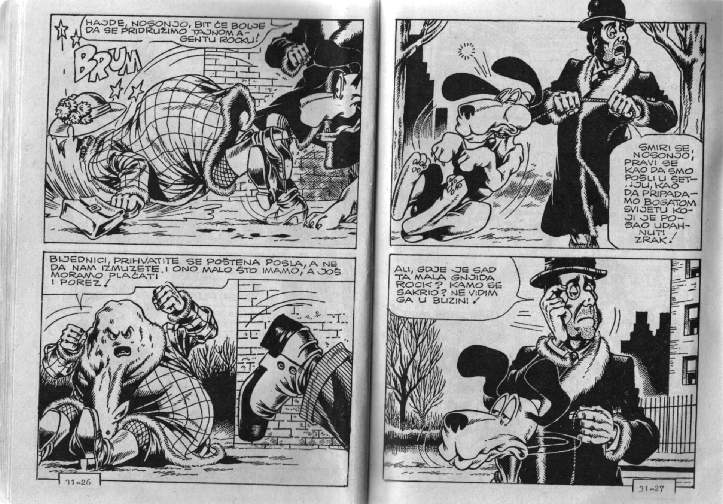 HAJDE, NOSONJO, BIT ĆE BOLJE
DA SE PRIDRUŽIMO TAJNOM A-
GENTU ROCKU!
BRUM
BIJEDNICI, PRIHVATITE SE POŠTENA POSLA, A NE
DA NAM IZMUZETE I ONO MALO ŠTO IMAMO, A JOŠ
MORAMO PLAĆATI
I POREZ!
31-26
SMIRI SE,
NOSONJO,
PRAVI SE
KAO DA SMO
POŠLI U ŠET-
NJU, KAO
DA PRIPADA-
MO BOGATOM
SVIJETU KO-
JI JE PO-
ŠAO UDAH-
NUTI
ZRAK!
ALI, GDJE JE SAD
TA MALA GNJIDA
ROCK? KAMO SE
SAKRIO? NE VIDIM
GA U BLIZINI!
31-27